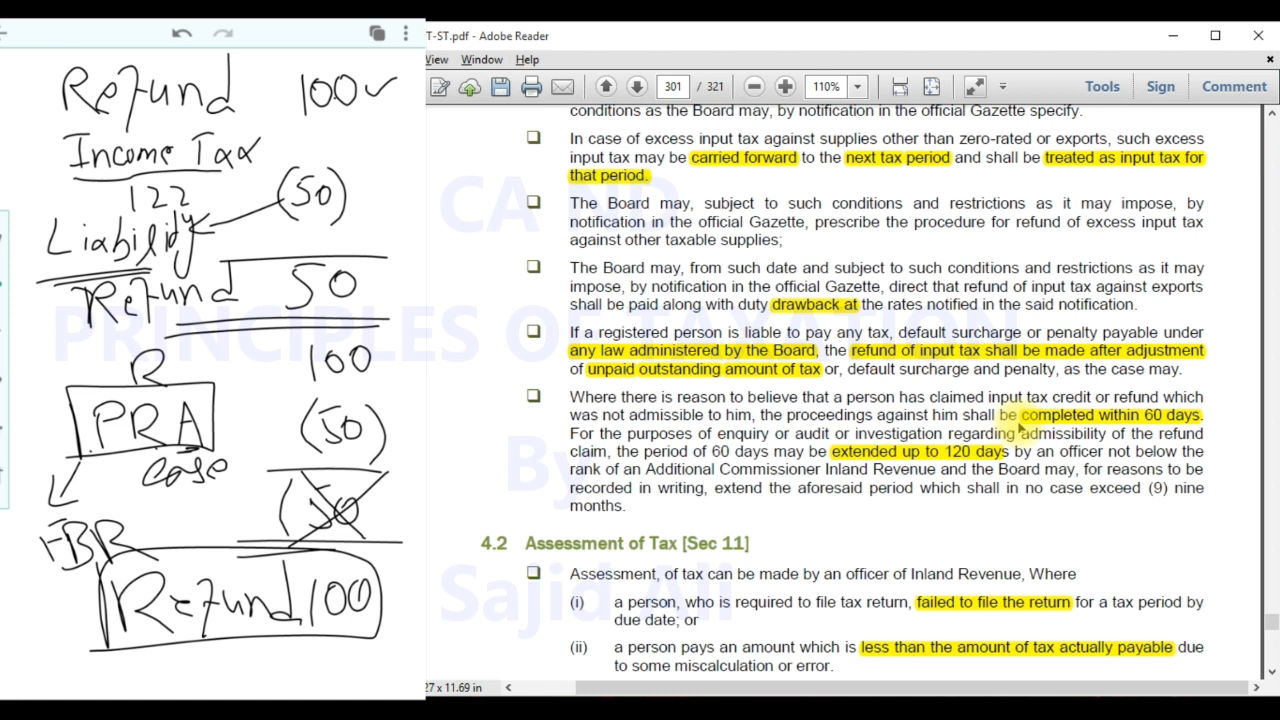 Refund 100
Income Tax
122 (50)
Liability
Refund 50
R 100
PRA (50)
case
(50
FBR
Refund 100
T-ST.pdf - Adobe Reader
View Window Help
301 / 321 110% Tools Sign Comment
conditions as the Board may, by notification in the official Gazette specify.
In case of excess input tax against supplies other than zero-rated or exports, such excess
input tax may be carried forward to the next tax period and shall be treated as input tax for
that period.
The Board may, subject to such conditions and restrictions as it may impose, by
notification in the official Gazette, prescribe the procedure for refund of excess input tax
against other taxable supplies;
The Board may, from such date and subject to such conditions and restrictions as it may
impose, by notification in the official Gazette, direct that refund of input tax against exports
shall be paid along with duty drawback at the rates notified in the said notification.
If a registered person is liable to pay any tax, default surcharge or penalty payable under
any law administered by the Board, the refund of input tax shall be made after adjustment
of unpaid outstanding amount of tax or, default surcharge and penalty, as the case may.
Where there is reason to believe that a person has claimed input tax credit or refund which
was not admissible to him, the proceedings against him shall be completed within 60 days.
For the purposes of enquiry or audit or investigation regarding admissibility of the refund
claim, the period of 60 days may be extended up to 120 days by an officer not below the
rank of an Additional Commissioner Inland Revenue and the Board may, for reasons to be
recorded in writing, extend the aforesaid period which shall in no case exceed (9) nine
months.
4.2 Assessment of Tax [Sec 11]
Assessment, of tax can be made by an officer of Inland Revenue, Where
(i) a person, who is required to file tax return, failed to file the return for a tax period by
due date; or
(ii) a person pays an amount which is less than the amount of tax actually payable due
to some miscalculation or error.
27 x 11.69 in
CA ND
PRINCIPLES OF TAXATION
By
Sajid Ali